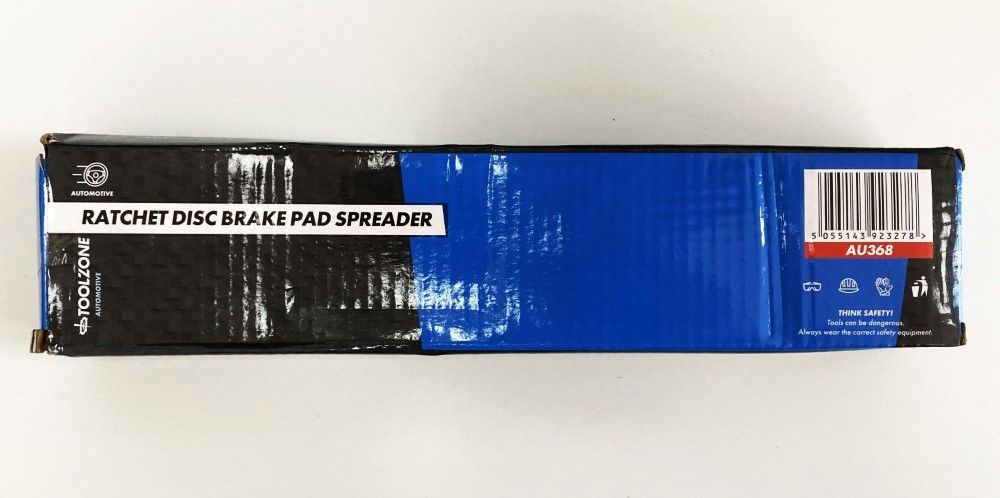 AUTOMOTIVE
RATCHET DISC BRAKE PAD SPREADER
TOOLZONE
AUTOMOTIVE
5 055143 923278 >
AU368
THINK SAFETY!
Tools can be dangerous.
Always wear the correct safety equipment.